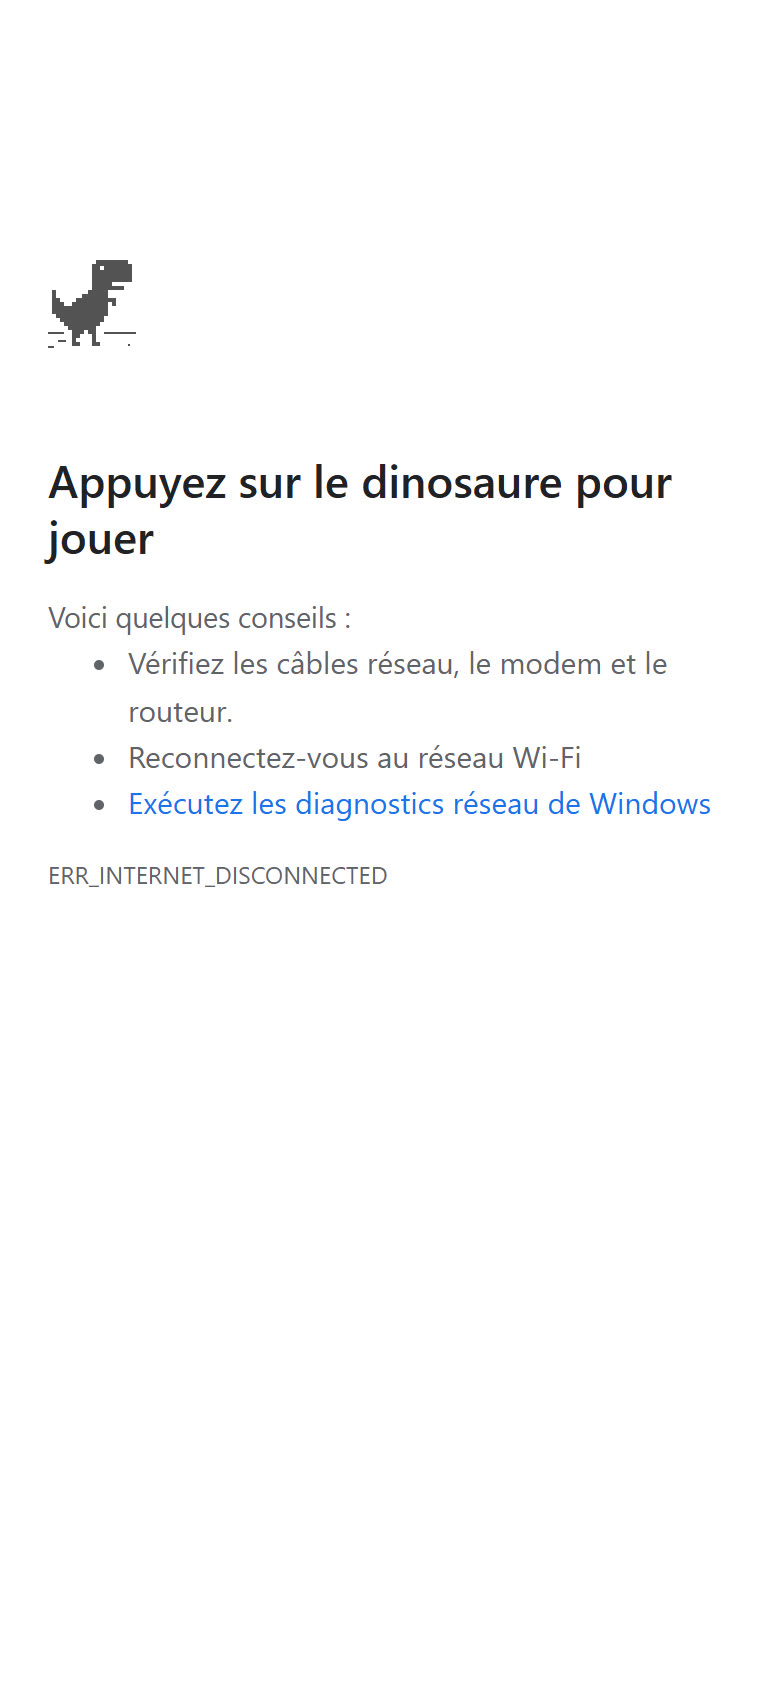 Appuyez sur le dinosaure pour
jouer
Voici quelques conseils :
Vérifiez les câbles réseau, le modem et le
routeur.
Reconnectez-vous au réseau Wi-Fi
Exécutez les diagnostics réseau de Windows
ERR_INTERNET_DISCONNECTED